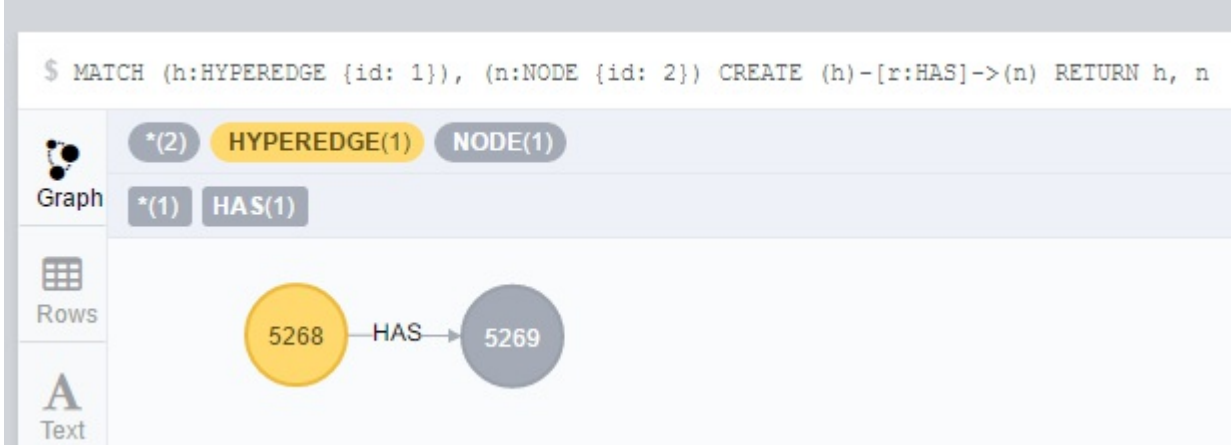 $ MATCH (h:HYPEREDGE {id: 1}), (n:NODE {id: 2}) CREATE (h)-[r:HAS]->(n) RETURN h, n
*(2) HYPEREDGE(1) NODE(1)
Graph
*(1) HAS(1)
Rows
5268 HAS 5269
A
Text